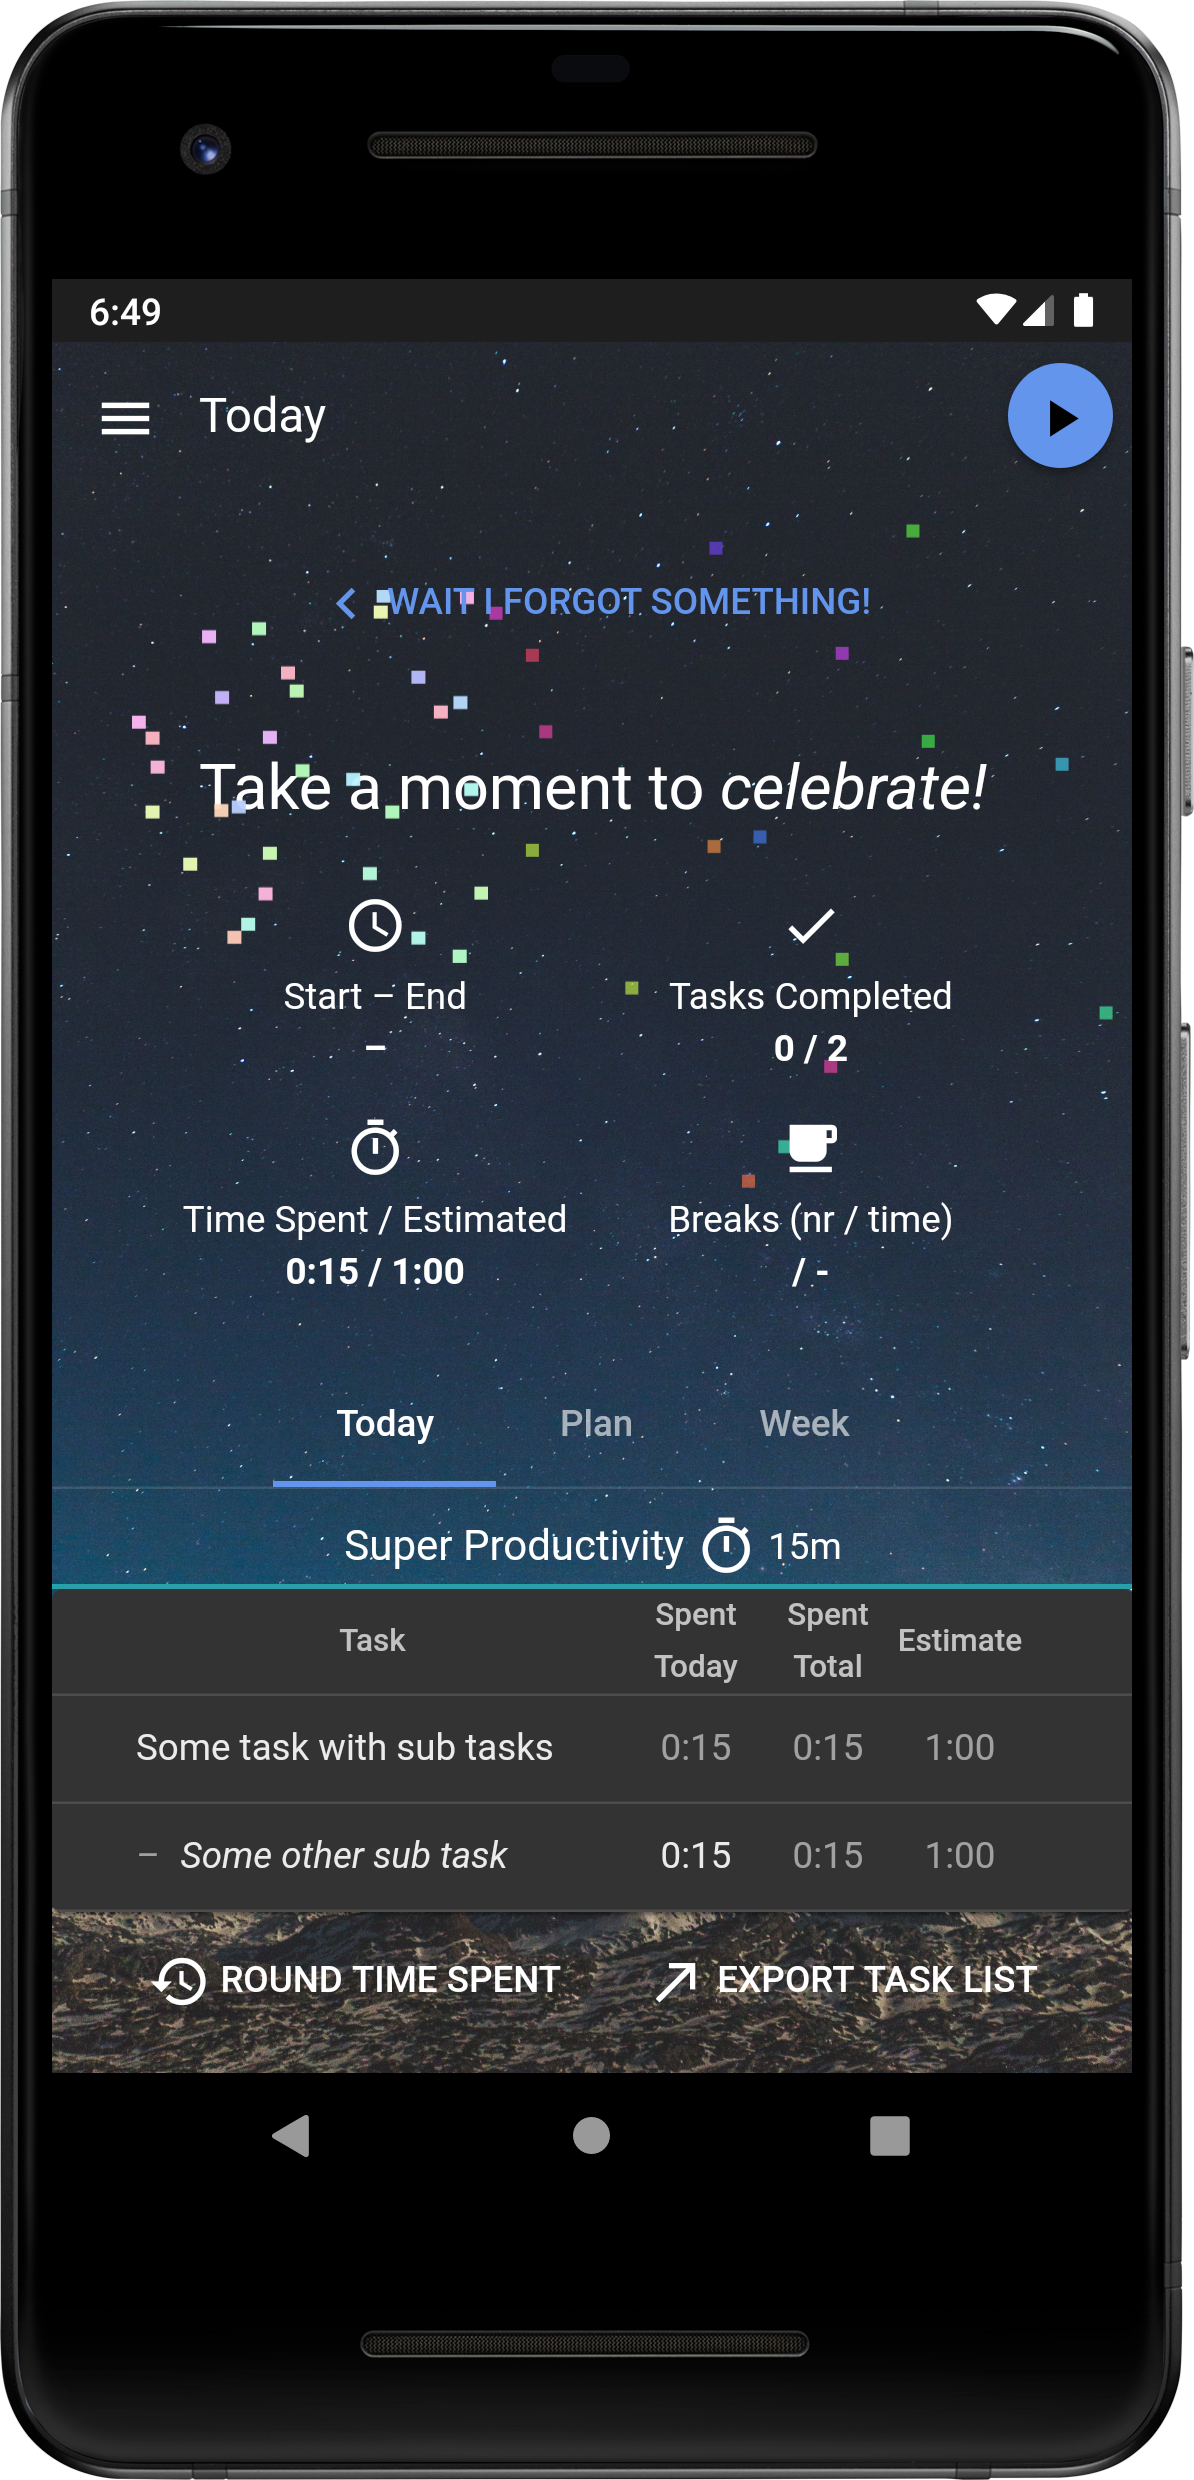 6:49
Today
WAIT I FORGOT SOMETHING!
Take a moment to celebrate!
Start – End
–
Tasks Completed
0 / 2
Time Spent / Estimated
0:15 / 1:00
Breaks (nr / time)
/ -
Today Plan Week
Super Productivity 15m
Task Spent Today Spent Total Estimate
Some task with sub tasks 0:15 0:15 1:00
– Some other sub task 0:15 0:15 1:00
ROUND TIME SPENT EXPORT TASK LIST